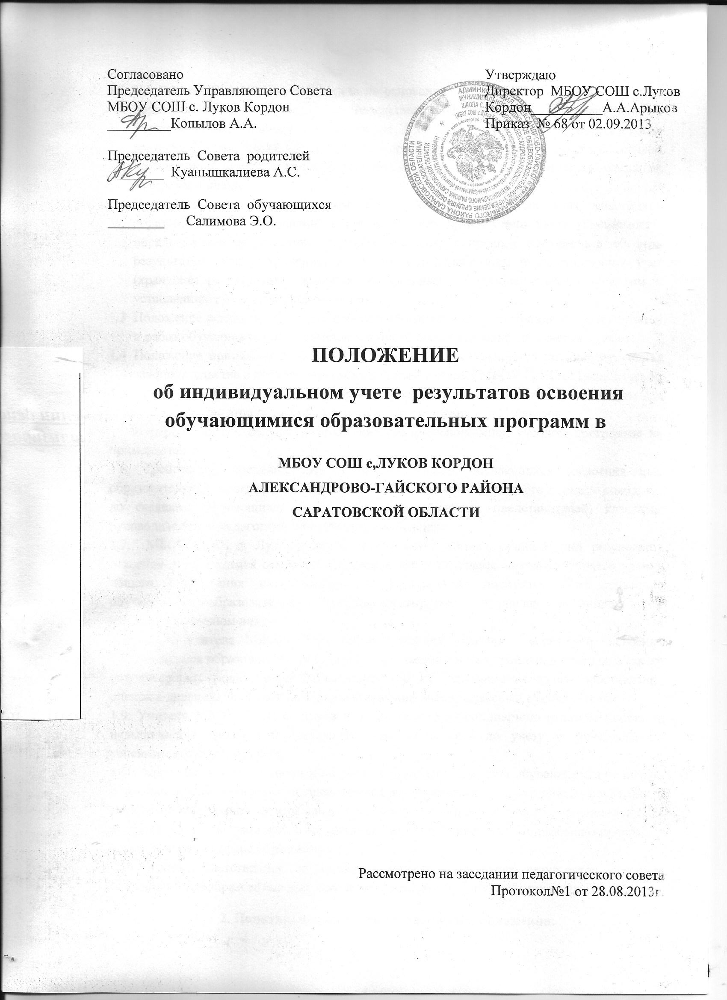 Согласовано
Председатель Управляющего Совета
МБОУ СОШ с. Луков Кордон
_________Копылов А.А.
Председатель Совета родителей
________ Куанышкалиева А.С.
Председатель Совета обучающихся
________ Салимова Э.О.
Утверждаю
Директор МБОУ СОШ с.Луков
Кордон__________А.А.Арыков
Приказ № 68 от 02.09.2013
ПОЛОЖЕНИЕ
об индивидуальном учете результатов освоения
обучающимися образовательных программ в
МБОУ СОШ с,ЛУКОВ КОРДОН
АЛЕКСАНДРОВО-ГАЙСКОГО РАЙОНА
САРАТОВСКОЙ ОБЛАСТИ
Рассмотрено на заседании педагогического совета
Протокол№1 от 28.08.2013г.